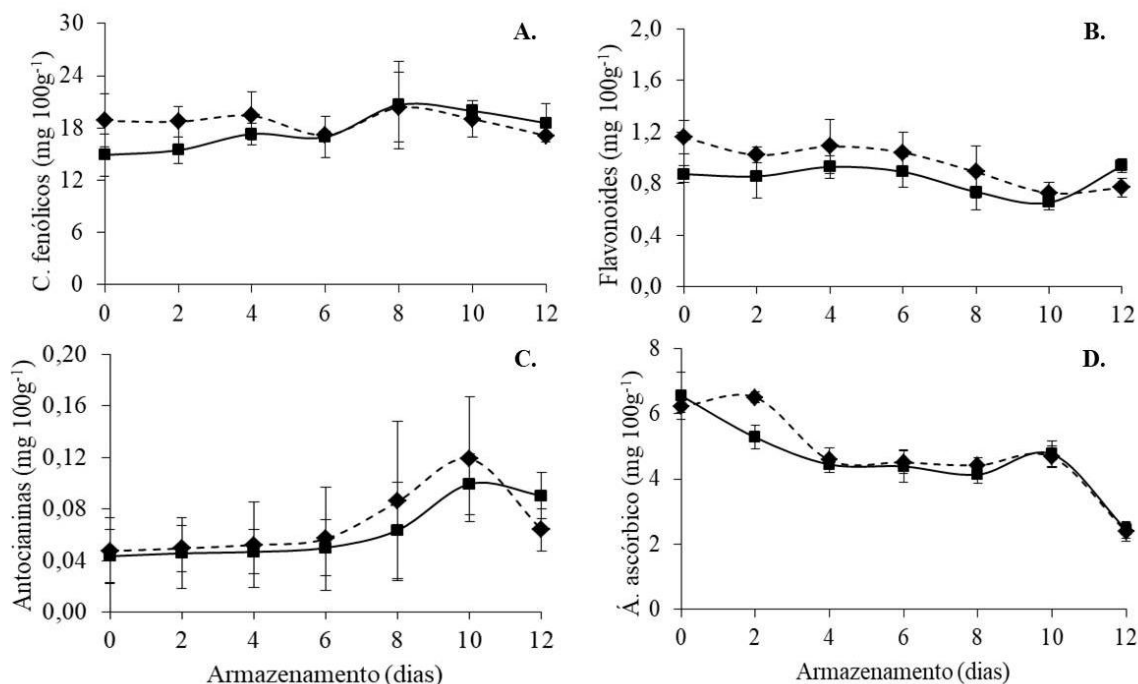 A.
C. fenólicos (mg 100g-1)
30
24
18
12
6
0
0 2 4 6 8 10 12
B.
Flavonoides (mg 100g-1)
2,0
1,6
1,2
0,8
0,4
0,0
0 2 4 6 8 10 12
C.
Antocianinas (mg 100g-1)
0,20
0,16
0,12
0,08
0,04
0,00
0 2 4 6 8 10 12
Armazenamento (dias)
D.
Á. ascórbico (mg 100g-1)
8
6
4
2
0
0 2 4 6 8 10 12
Armazenamento (dias)